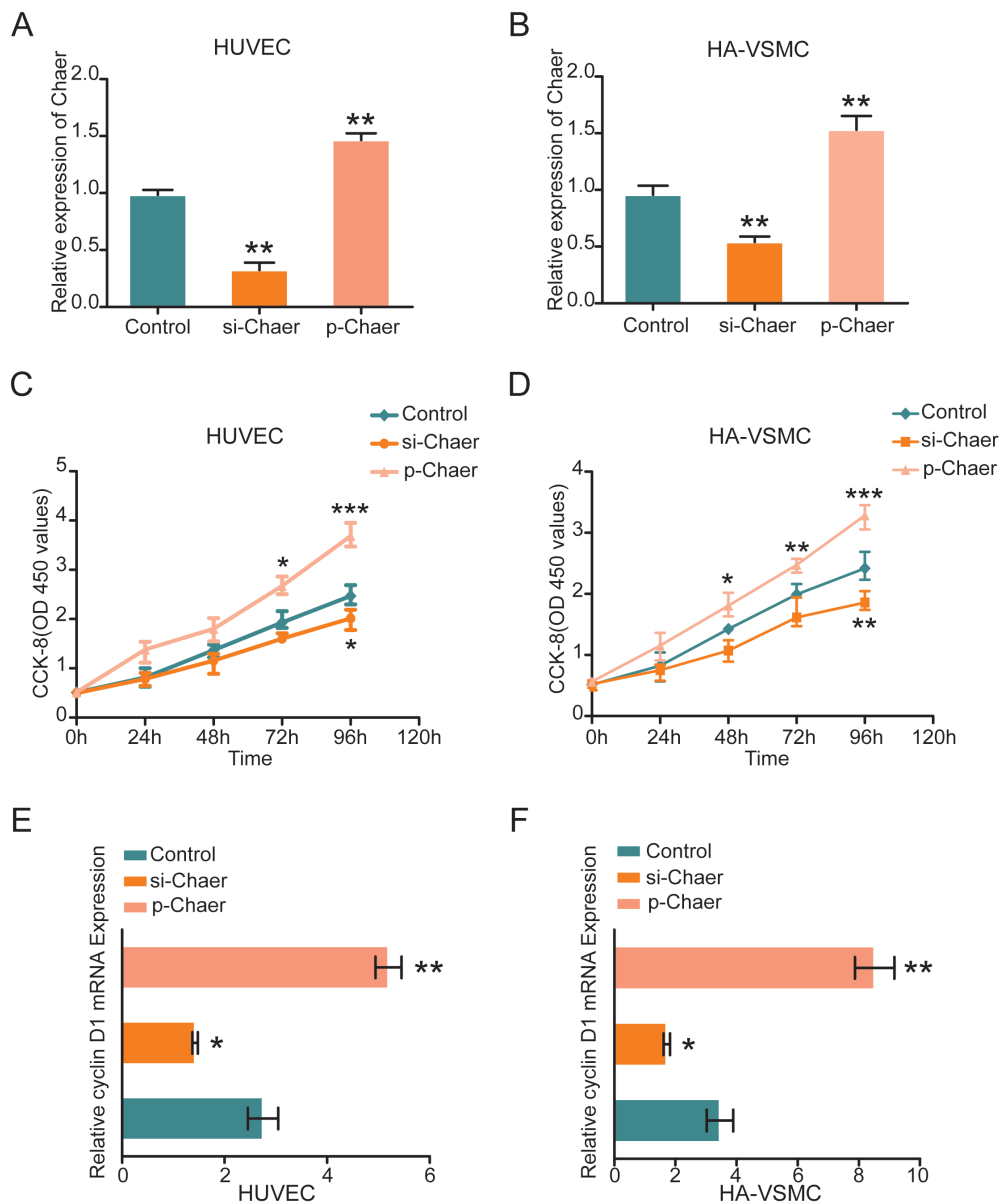 A
HUVEC
Relative expression of Chaer
2.0
1.5
1.0
0.5
0.0
**
**
Control
si-Chaer
p-Chaer
B
HA-VSMC
Relative expression of Chaer
2.0
1.5
1.0
0.5
0.0
**
**
Control
si-Chaer
p-Chaer
C
HUVEC
Control
si-Chaer
p-Chaer
CCK-8(OD 450 values)
5
4
3
2
1
0
*
***
*
0h
24h
48h
72h
96h
120h
Time
D
HA-VSMC
Control
si-Chaer
p-Chaer
CCK-8(OD 450 values)
4
3
2
1
0
*
**
***
**
0h
24h
48h
72h
96h
120h
Time
E
Control
si-Chaer
p-Chaer
Relative cyclin D1 mRNA Expression
**
*
0
2
4
6
HUVEC
F
Control
si-Chaer
p-Chaer
Relative cyclin D1 mRNA Expression
**
*
0
2
4
6
8
10
HA-VSMC